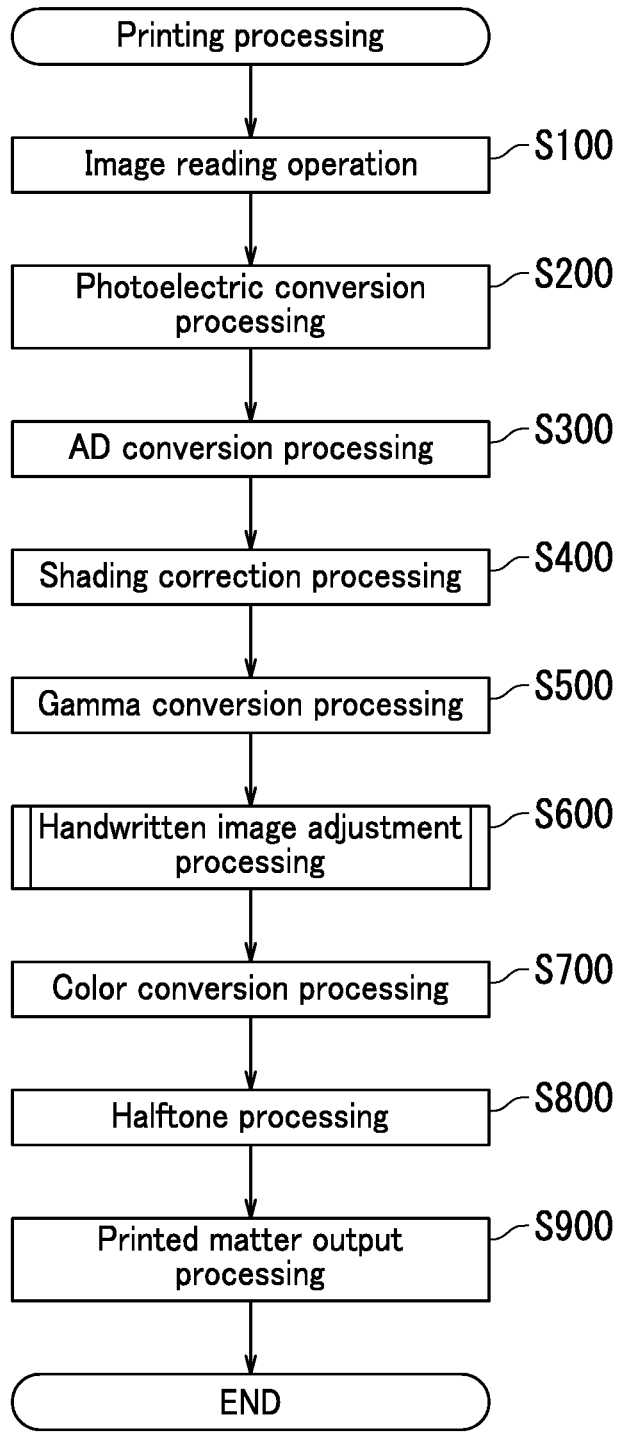 Printing processing
Image reading operation
S100
Photoelectric conversion
processing
S200
AD conversion processing
S300
Shading correction processing
S400
Gamma conversion processing
S500
Handwritten image adjustment
processing
S600
Color conversion processing
S700
Halftone processing
S800
Printed matter output
processing
S900
END